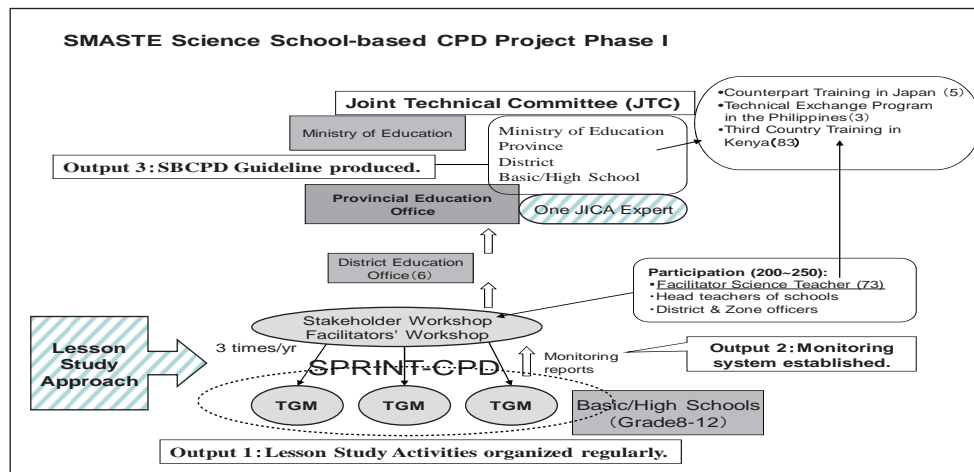 SMASTE Science School-based CPD Project Phase I
•Counterpart Training in Japan (5)
•Technical Exchange Program
in the Philippines(3)
•Third Country Training in
Kenya(83)
Joint Technical Committee (JTC)
Ministry of Education
Ministry of Education
Province
District
Basic/High School
Output 3:SBCPD Guideline produced.
Provincial Education
Office
One JICA Expert
District Education
Office(6)
Participation (200~250):
•Facilitator Science Teacher (73)
•Head teachers of schools
•District & Zone officers
Stakeholder Workshop
Facilitators' Workshop
Lesson
Study
Approach
3 times/yr
SPRINT-CPD
Monitoring
reports
Output 2:Monitoring
system established.
TGM
TGM
TGM
Basic/High Schools
(Grade8-12)
Output 1:Lesson Study Activities organized regularly.